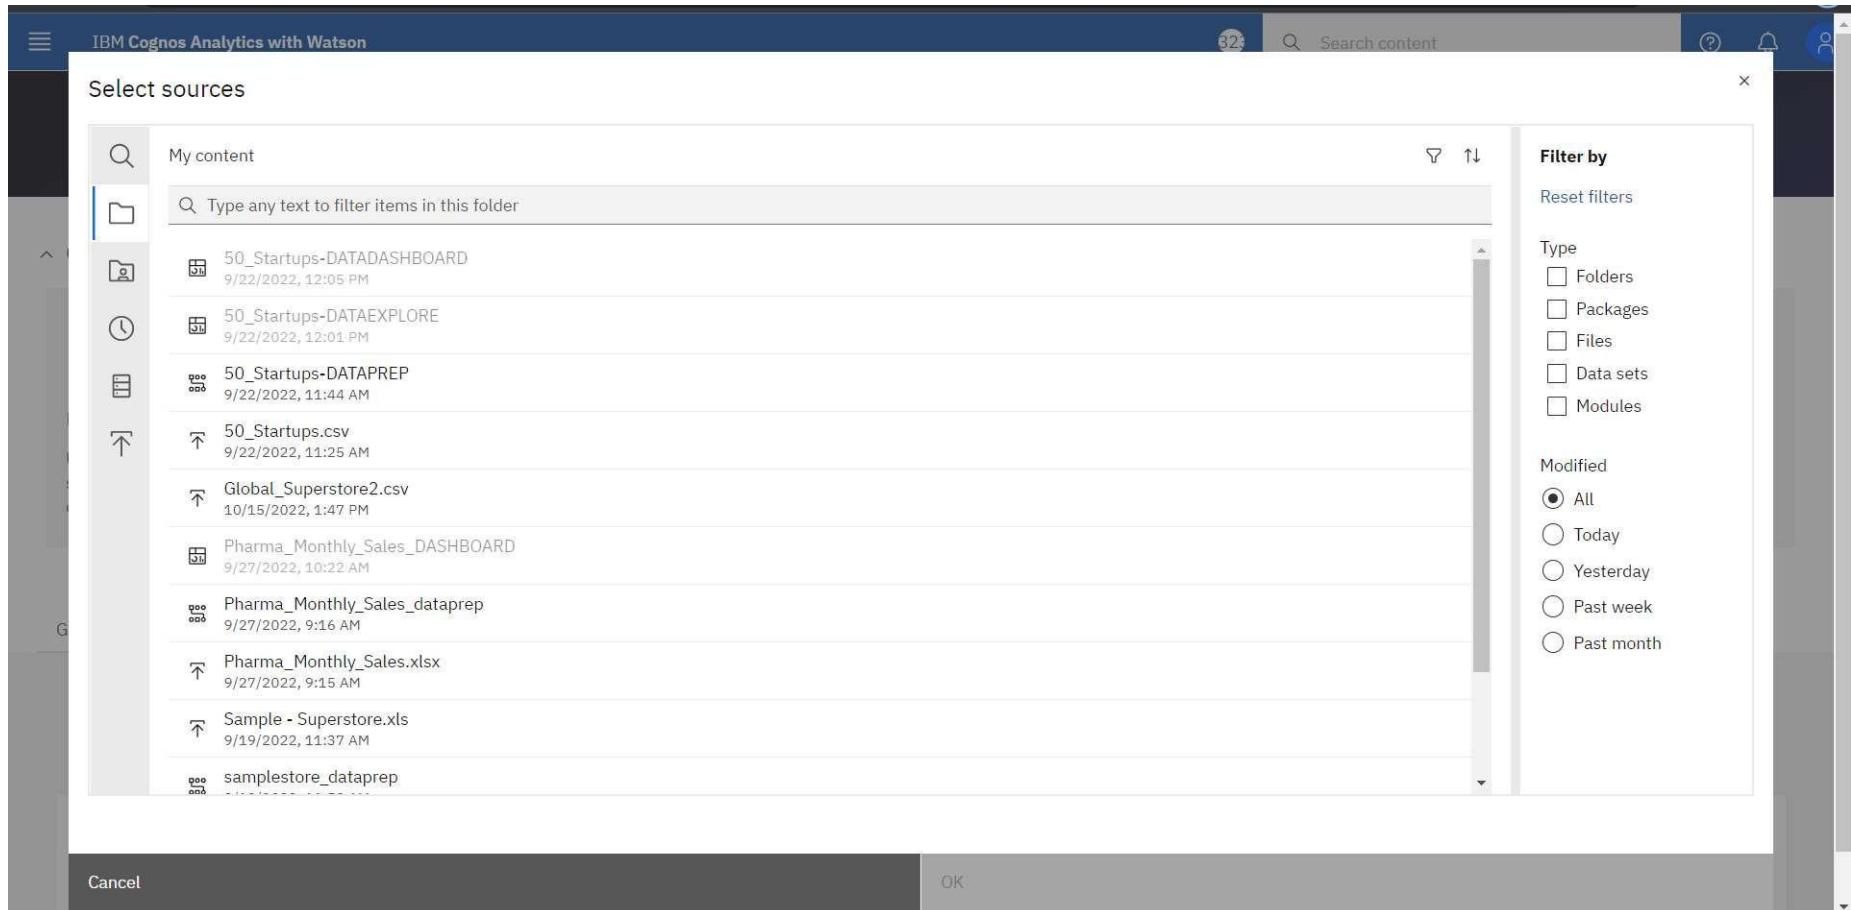 IBM Cognos Analytics with Watson
Search content
Select sources
My content
Type any text to filter items in this folder
50_Startups-DATADASHBOARD
9/22/2022, 12:05 PM
50_Startups-DATAEXPLORE
9/22/2022, 12:01 PM
50_Startups-DATAPREP
9/22/2022, 11:44 AM
50_Startups.csv
9/22/2022, 11:25 AM
Global_Superstore2.csv
10/15/2022, 1:47 PM
Pharma_Monthly_Sales_DASHBOARD
9/27/2022, 10:22 AM
Pharma_Monthly_Sales_dataprep
9/27/2022, 9:16 AM
Pharma_Monthly_Sales.xlsx
9/27/2022, 9:15 AM
Sample - Superstore.xls
9/19/2022, 11:37 AM
samplestore_dataprep
Filter by
Reset filters
Type
Folders
Packages
Files
Data sets
Modules
Modified
All
Today
Yesterday
Past week
Past month
Cancel
OK